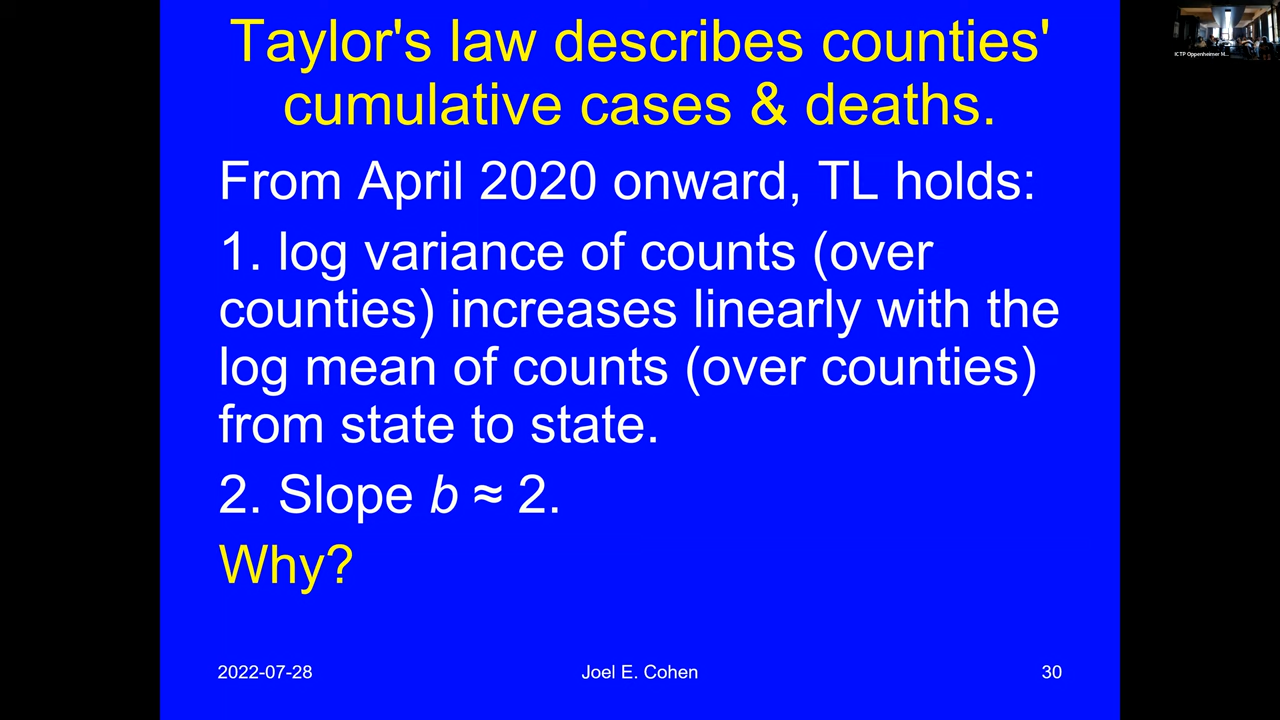 Taylor's law describes counties'
cumulative cases & deaths.
From April 2020 onward, TL holds:
1. log variance of counts (over
counties) increases linearly with the
log mean of counts (over counties)
from state to state.
2. Slope b ≈ 2.
Why?
2022-07-28 Joel E. Cohen 30
ICTP Oppenheimer M...